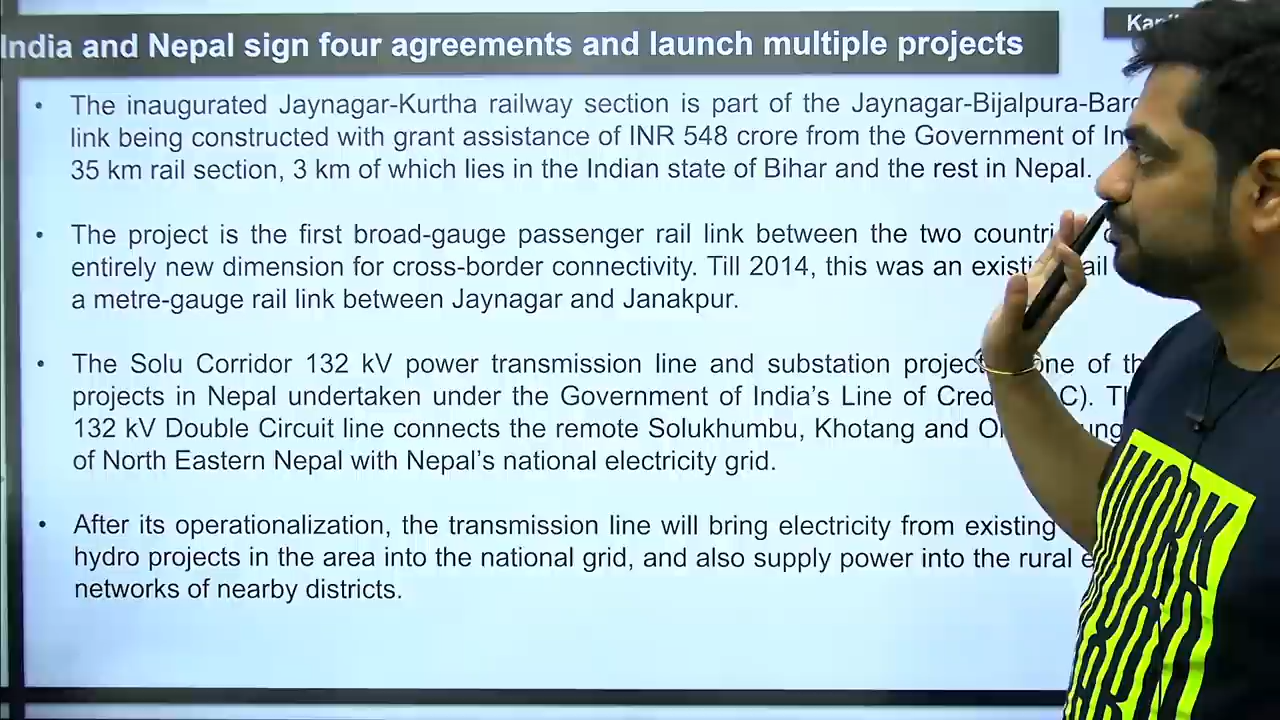 India and Nepal sign four agreements and launch multiple projects
• The inaugurated Jaynagar-Kurtha railway section is part of the
link being constructed with grant assistance of INR 548 crore from the Government of
35 km rail section, 3 km of which lies in the Indian state of Bihar and the rest in Nepal.
• The project is the first broad-gauge passenger rail link between the two
entirely new dimension for cross-border connectivity. Till 2014, this was an
a metre-gauge rail link between Jaynagar and Janakpur.
• The Solu Corridor 132 kV power transmission line and substation project one of
projects in Nepal undertaken under the Government of India's Line of
132 kV Double Circuit line connects the remote Solukhumbu, Khotang and
of North Eastern Nepal with Nepal's national electricity grid.
• After its operationalization, the transmission line will bring electricity from existing
hydro projects in the area into the national grid, and also supply power into the rural
networks of nearby districts.
WORK